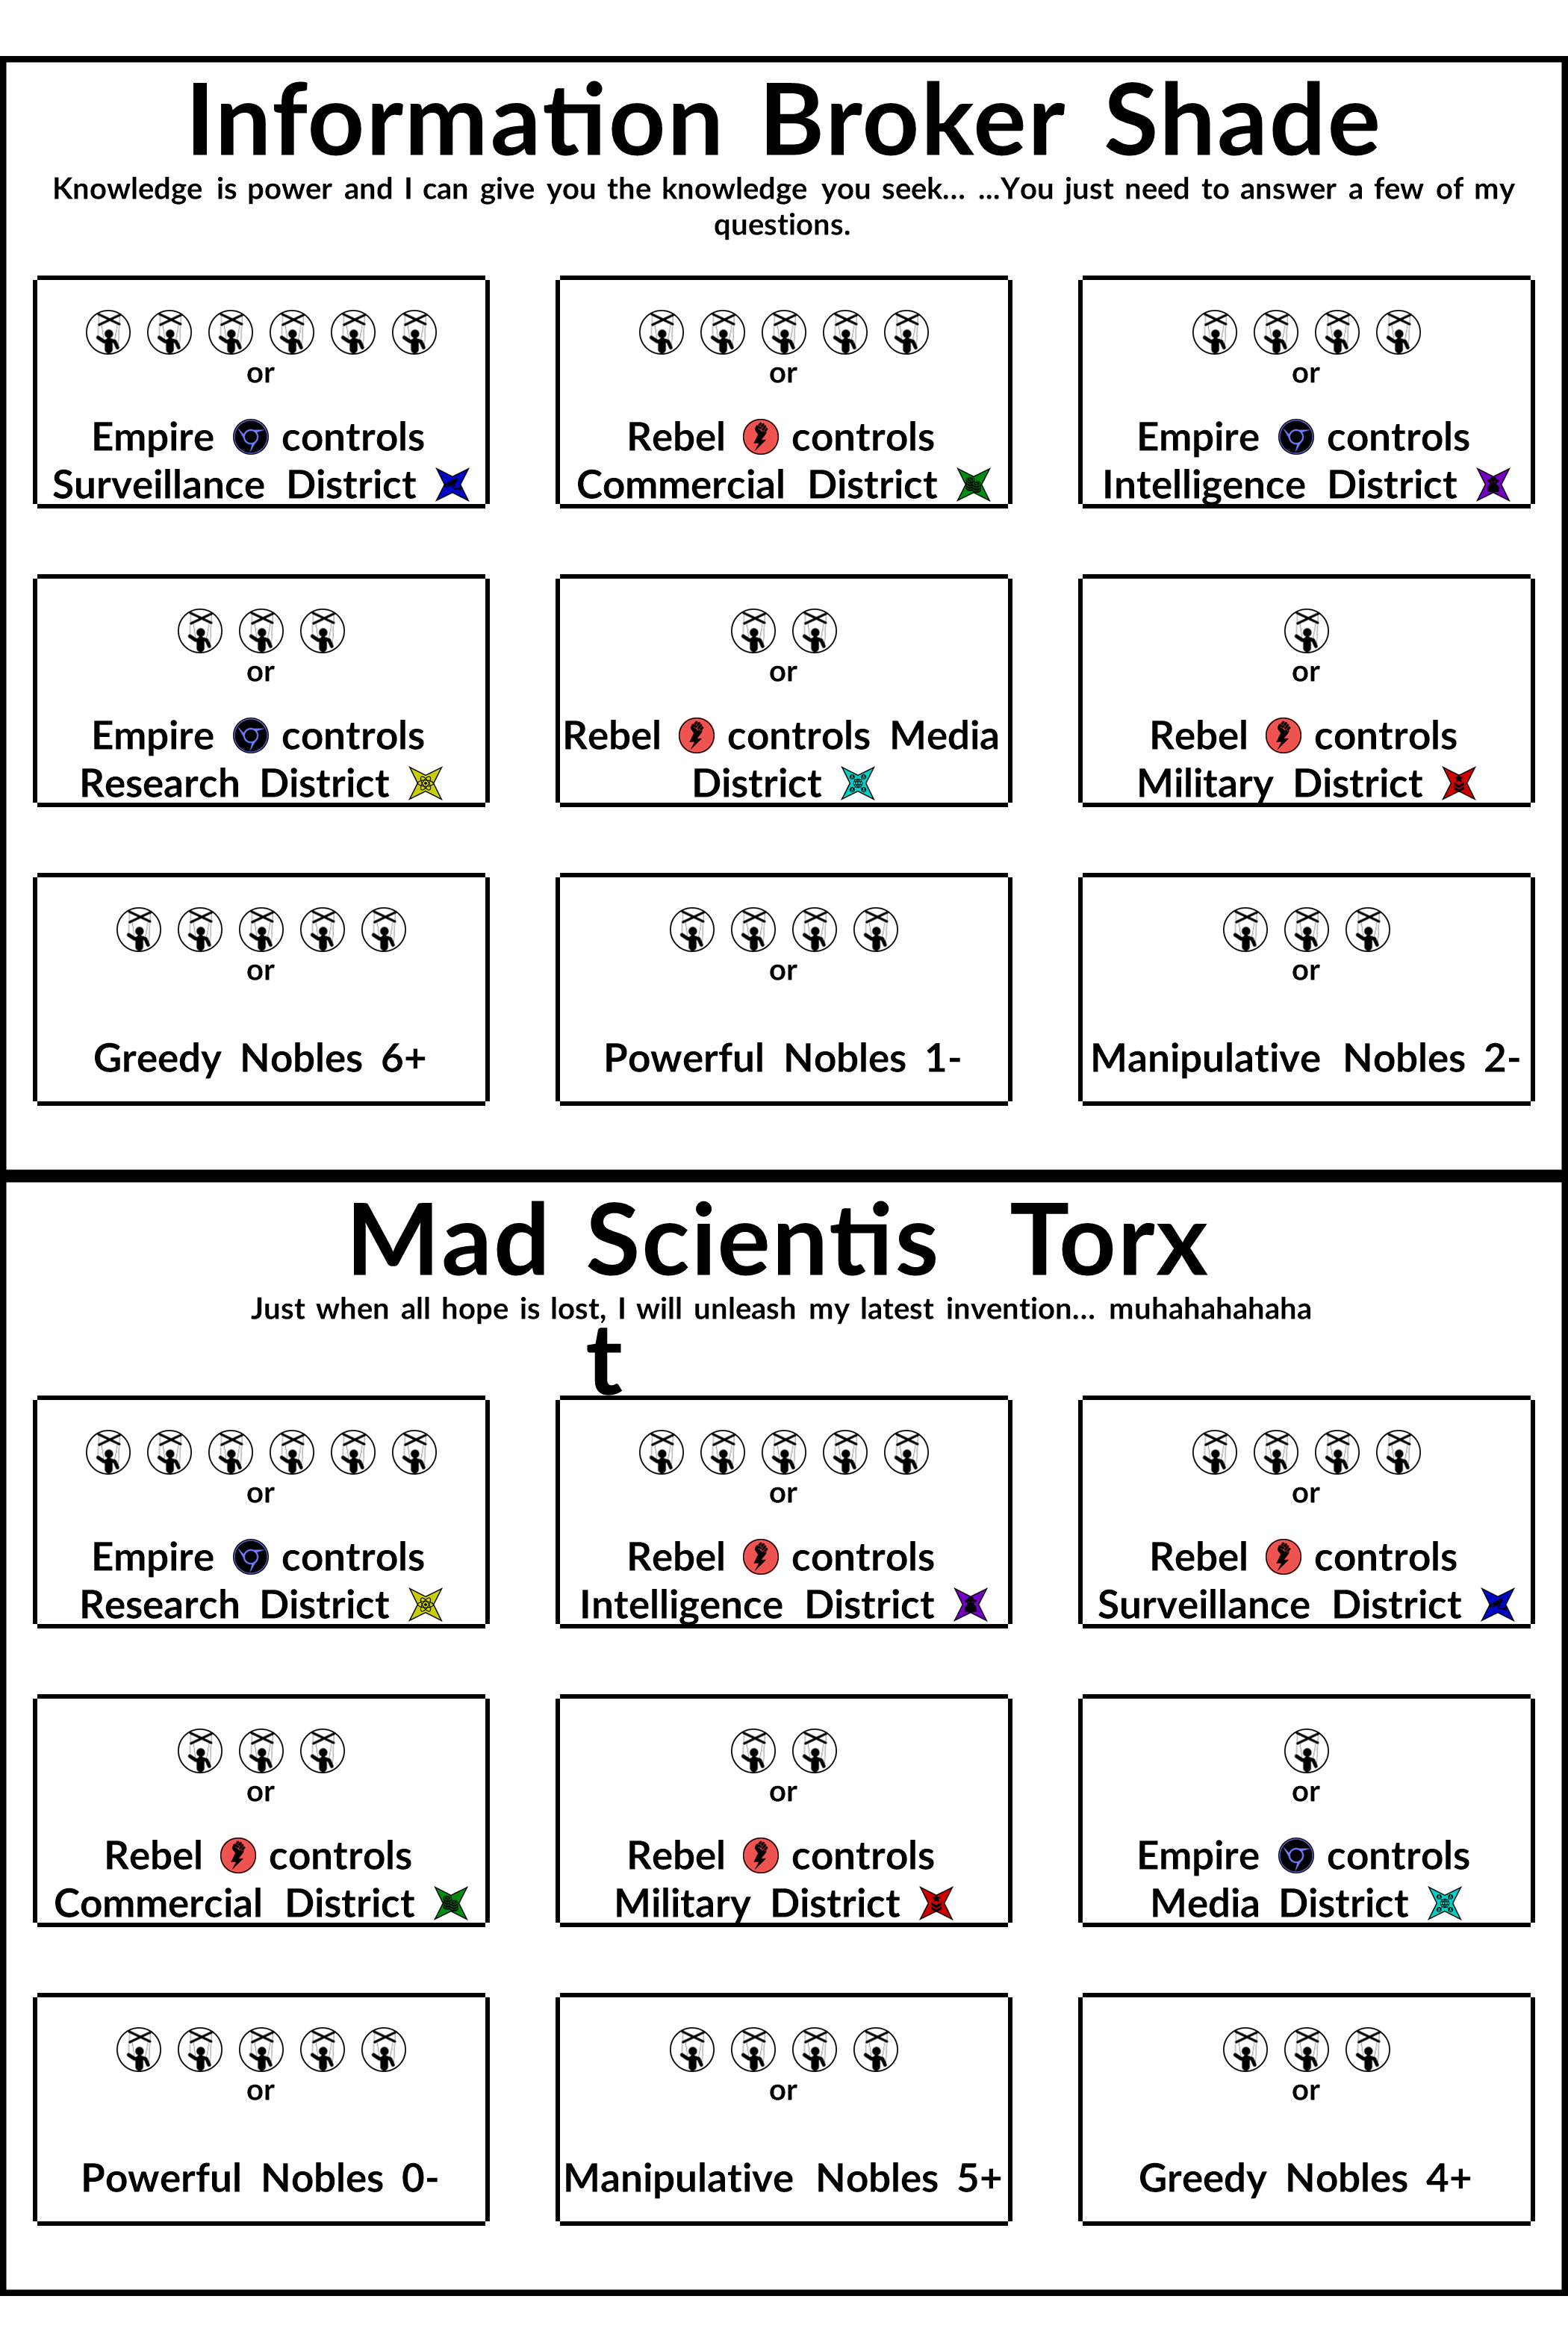 Information Broker Shade
Knowledge is power and I can give you the knowledge you seek... ...You just need to answer a few of my
questions.
or
Empire controls
Surveillance District
or
Rebel controls
Commercial District
or
Empire controls
Intelligence District
or
Empire controls
Research District
or
Rebel controls Media
District
or
Rebel controls
Military District
or
Greedy Nobles 6+
or
Powerful Nobles 1-
or
Manipulative Nobles 2-
Mad Scientis Torx
Just when all hope is lost, I will unleash my latest invention... muhahahahaha
t
or
Empire controls
Research District
or
Rebel controls
Intelligence District
or
Rebel controls
Surveillance District
or
Rebel controls
Commercial District
or
Rebel controls
Military District
or
Empire controls
Media District
or
Powerful Nobles 0-
or
Manipulative Nobles 5+
or
Greedy Nobles 4+